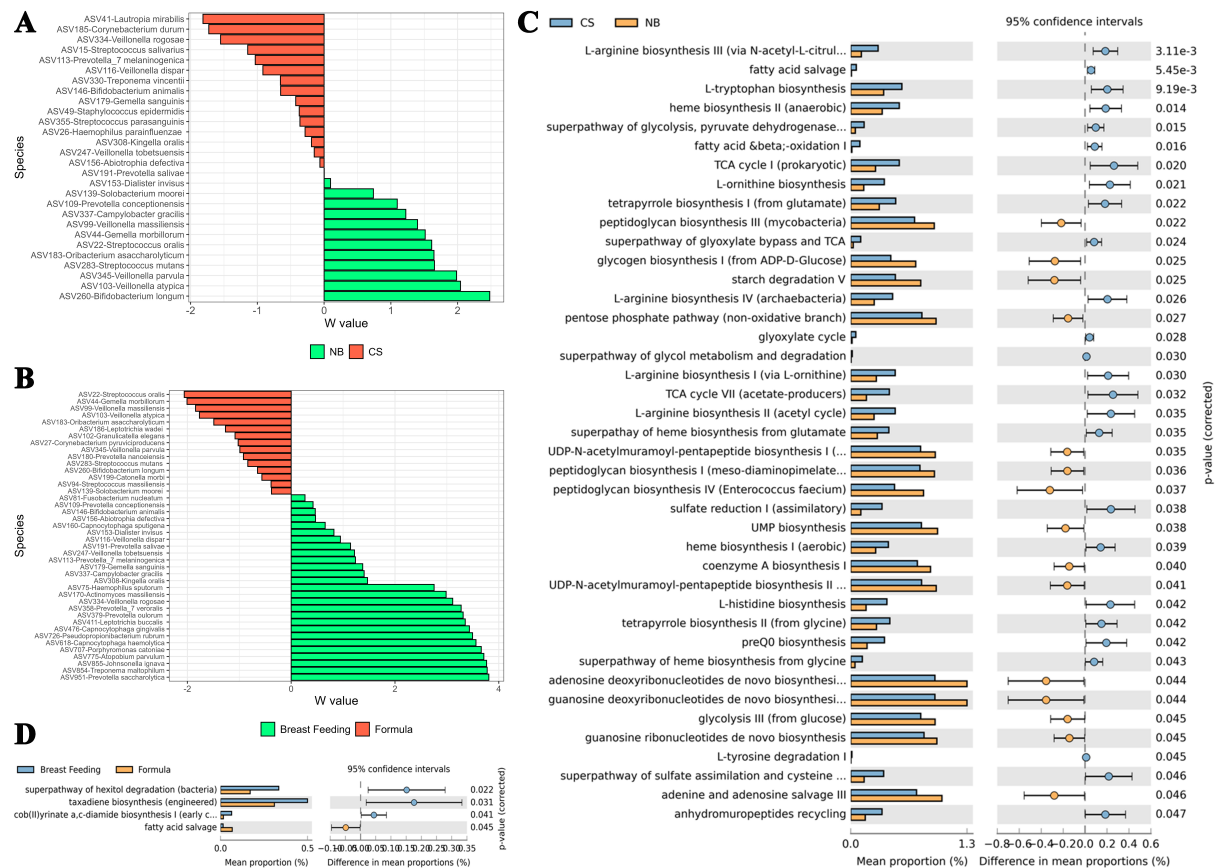 A
ASV41-Lautropia mirabilis
ASV185-Corynebacterium durum
ASV334-Veillonella rogosae
ASV15-Streptococcus salivarius
ASV113-Prevotella_7 melaninogenica
ASV116-Veillonella dispar
ASV330-Treponema vincentii
ASV146-Bifidobacterium animalis
ASV179-Gemella sanguinis
ASV49-Staphylococcus epidermidis
ASV355-Streptococcus parasanguinis
ASV26-Haemophilus parainfluenzae
ASV308-Kingella oralis
ASV247-Veillonella tobetsuensis
ASV156-Abiotrophia defectiva
ASV191-Prevotella salivae
ASV153-Dialister invisus
ASV139-Solobacterium moorei
ASV109-Prevotella conceptionensis
ASV337-Campylobacter gracilis
ASV99-Veillonella massiliensis
ASV44-Gemella morbillorum
ASV22-Streptococcus oralis
ASV183-Oribacterium asaccharolyticum
ASV283-Streptococcus mutans
ASV345-Veillonella parvula
ASV103-Veillonella atypica
ASV260-Bifidobacterium longum
Species
-2 -1 0 1 2
W value
NB CS
B
ASV22-Streptococcus oralis
ASV44-Gemella morbillorum
ASV99-Veillonella massiliensis
ASV103-Veillonella atypica
ASV183-Oribacterium asaccharolyticum
ASV186-Leptotrichia wadei
ASV102-Granulicatella elegans
ASV27-Corynebacterium pyruviciproducens
ASV345-Veillonella parvula
ASV180-Prevotella nanceiensis
ASV283-Streptococcus mutans
ASV260-Bifidobacterium longum
ASV199-Catonella morbi
ASV94-Streptococcus massiliensis
ASV139-Solobacterium moorei
ASV81-Fusobacterium nucleatum
ASV109-Prevotella conceptionensis
ASV146-Bifidobacterium animalis
ASV156-Abiotrophia defectiva
ASV160-Capnocytophaga sputigena
ASV153-Dialister invisus
ASV116-Veillonella dispar
ASV191-Prevotella salivae
ASV247-Veillonella tobetsuensis
ASV113-Prevotella_7 melaninogenica
ASV179-Gemella sanguinis
ASV337-Campylobacter gracilis
ASV308-Kingella oralis
ASV75-Haemophilus sputorum
ASV170-Actinomyces massiliensis
ASV334-Veillonella rogosae
ASV358-Prevotella_7 veroralis
ASV379-Prevotella oulorum
ASV411-Leptotrichia buccalis
ASV476-Capnocytophaga gingivalis
ASV726-Pseudopropionibacterium rubrum
ASV618-Capnocytophaga haemolytica
ASV707-Porphyromonas catoniae
ASV775-Atopobium parvulum
ASV855-Johnsonella ignava
ASV854-Treponema maltophilum
ASV951-Prevotella saccharolytica
Species
-2 0 2 4
W value
Breast Feeding Formula
D
Breast Feeding Formula
95% confidence intervals
superpathway of hexitol degradation (bacteria) 0.022
taxadiene biosynthesis (engineered) 0.031
cob(II)yrinate a,c-diamide biosynthesis I (early c... 0.041
fatty acid salvage 0.045
0.0 0.5
-0.10-0.050.000.050.100.150.200.250.300.35
Mean proportion (%) Difference in mean proportions (%)
p-value (corrected)
C
CS NB
95% confidence intervals
L-arginine biosynthesis III (via N-acetyl-L-citrul... 3.11e-3
fatty acid salvage 5.45e-3
L-tryptophan biosynthesis 9.19e-3
heme biosynthesis II (anaerobic) 0.014
superpathway of glycolysis, pyruvate dehydrogenase... 0.015
fatty acid &beta;-oxidation I 0.016
TCA cycle I (prokaryotic) 0.020
L-ornithine biosynthesis 0.021
tetrapyrrole biosynthesis I (from glutamate) 0.022
peptidoglycan biosynthesis III (mycobacteria) 0.022
superpathway of glyoxylate bypass and TCA 0.024
glycogen biosynthesis I (from ADP-D-Glucose) 0.025
starch degradation V 0.025
L-arginine biosynthesis IV (archaebacteria) 0.026
pentose phosphate pathway (non-oxidative branch) 0.027
glyoxylate cycle 0.028
superpathway of glycol metabolism and degradation 0.030
L-arginine biosynthesis I (via L-ornithine) 0.030
TCA cycle VII (acetate-producers) 0.032
L-arginine biosynthesis II (acetyl cycle) 0.035
superpathay of heme biosynthesis from glutamate 0.035
UDP-N-acetylmuramoyl-pentapeptide biosynthesis I (... 0.035
peptidoglycan biosynthesis I (meso-diaminopimelate... 0.036
peptidoglycan biosynthesis IV (Enterococcus faecium) 0.037
sulfate reduction I (assimilatory) 0.038
UMP biosynthesis 0.038
heme biosynthesis I (aerobic) 0.039
coenzyme A biosynthesis I 0.040
UDP-N-acetylmuramoyl-pentapeptide biosynthesis II ... 0.041
L-histidine biosynthesis 0.042
tetrapyrrole biosynthesis II (from glycine) 0.042
preQ0 biosynthesis 0.042
superpathway of heme biosynthesis from glycine 0.043
adenosine deoxyribonucleotides de novo biosynthesi... 0.044
guanosine deoxyribonucleotides de novo biosynthesi... 0.044
glycolysis III (from glucose) 0.045
guanosine ribonucleotides de novo biosynthesis 0.045
L-tyrosine degradation I 0.045
superpathway of sulfate assimilation and cysteine ... 0.046
adenine and adenosine salvage III 0.046
anhydromuropeptides recycling 0.047
0.0 1.3
-0.8-0.6-0.4-0.20.0 0.2 0.4 0.6
Mean proportion (%) Difference in mean proportions (%)
p-value (corrected)